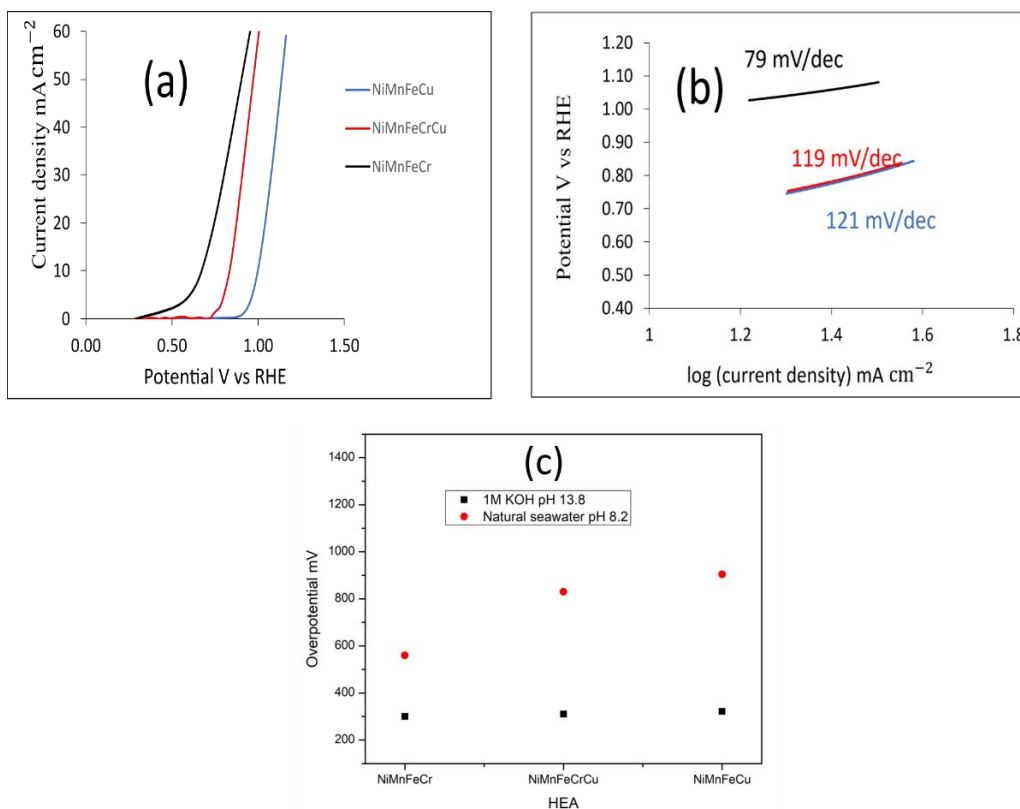 (a)
Current density mA cm⁻²
60
50
40
30
20
10
0
0.00 0.50 1.00 1.50
Potential V vs RHE
NiMnFeCu
NiMnFeCrCu
NiMnFeCr
(b)
Potential V vs RHE
1.20
1.10
1.00
0.90
0.80
0.70
0.60
0.50
0.40
0.30
79 mV/dec
119 mV/dec
121 mV/dec
1 1.2 1.4 1.6 1.8
log (current density) mA cm⁻²
(c)
1M KOH pH 13.8
Natural seawater pH 8.2
Overpotential mV
1400
1200
1000
800
600
400
200
NiMnFeCr NiMnFeCrCu NiMnFeCu
HEA